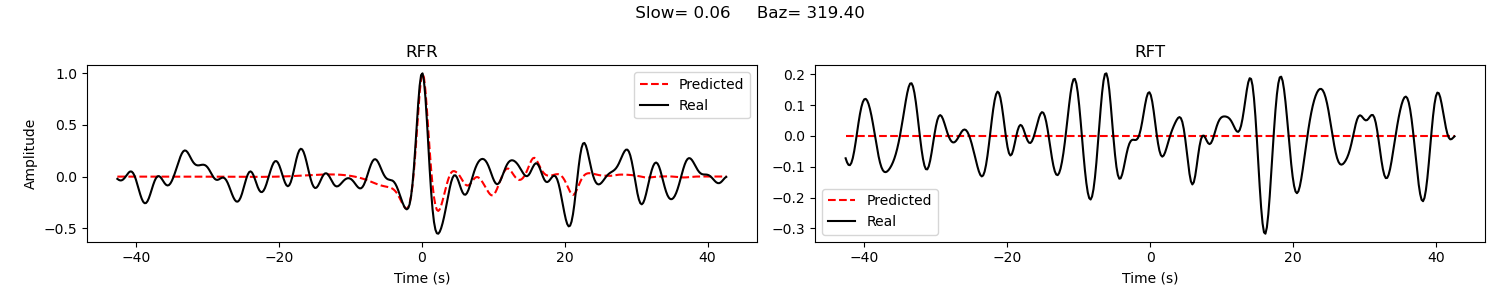 Slow= 0.06 Baz= 319.40
RFR
Amplitude
1.0
0.5
0.0
−0.5
Predicted
Real
−40 −20 0 20 40
Time (s)
RFT
0.2
0.1
0.0
−0.1
−0.2
−0.3
Predicted
Real
−40 −20 0 20 40
Time (s)